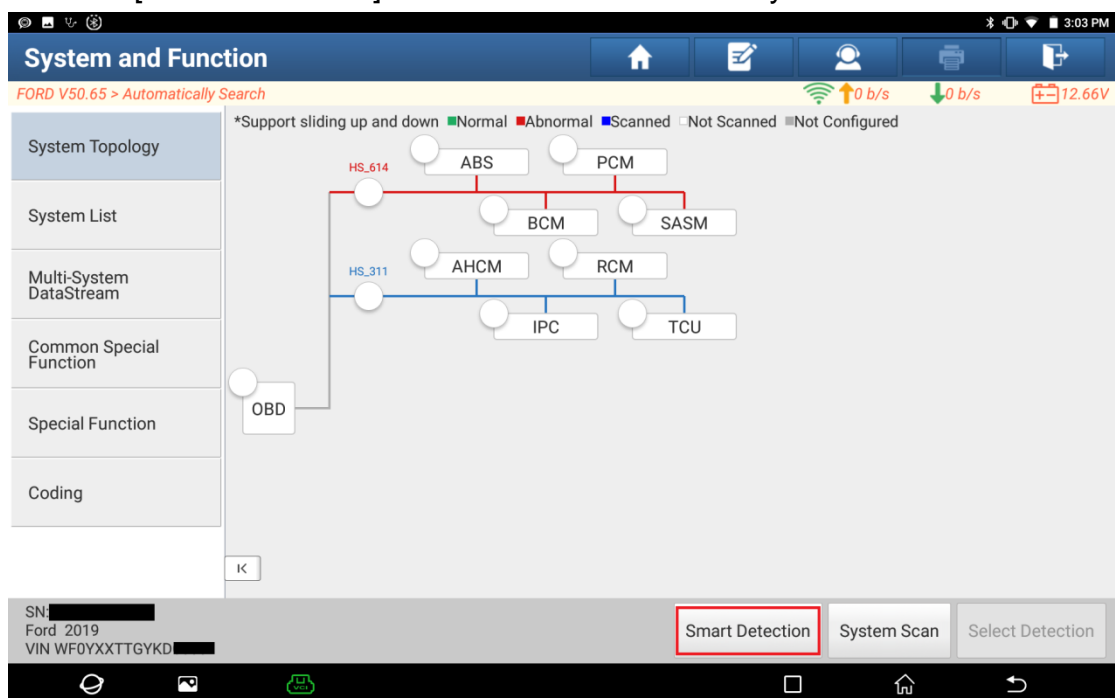 3:03 PM
System and Function
FORD V50.65 > Automatically Search
0 b/s
0 b/s
12.66V
System Topology
System List
Multi-System
DataStream
Common Special
Function
Special Function
Coding
*Support sliding up and down Normal Abnormal Scanned Not Scanned Not Configured
HS_614
ABS
PCM
BCM
SASM
HS_311
AHCM
RCM
IPC
TCU
OBD
SN:
Ford 2019
VIN WF0YXXTTGYKD
Smart Detection
System Scan
Select Detection
VCI